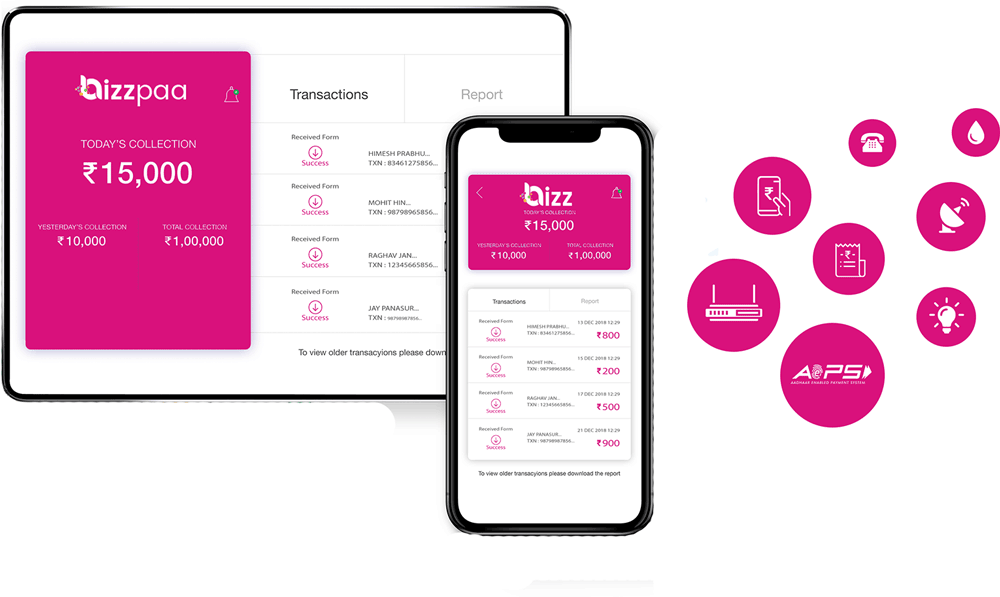 bizzpaa
TODAY'S COLLECTION
₹15,000
YESTERDAY'S COLLECTION
₹10,000
TOTAL COLLECTION
₹1,00,000
Transactions
Report
Received Form
Success
HIMESH PRABHU...
TXN : 83461275856...
Received Form
Success
MOHIT HIN...
TXN : 98798965856...
Received Form
Success
RAGHAV JAN...
TXN : 12345665856...
Received Form
Success
JAY PANASUR...
TXN : 98798987856...
To view older transacyions please down
bizz
TODAY'S COLLECTION
₹15,000
YESTERDAY'S COLLECTION
₹10,000
TOTAL COLLECTION
₹1,00,000
Transactions
Report
Received Form
Success
HIMESH PRABHU...
TXN : 83461275856...
13 DEC 2018 12:29
₹800
Received Form
Success
MOHIT HIN...
TXN : 98798965856...
15 DEC 2018 12:29
₹200
Received Form
Success
RAGHAV JAN...
TXN : 12345665856...
17 DEC 2018 12:29
₹500
Received Form
Success
JAY PANASUR...
TXN : 98798987856...
21 DEC 2018 12:29
₹900
To view older transacyions please download the report
₹
-₹-
AePS
AADHAAR ENABLED PAYMENT SYSTEM